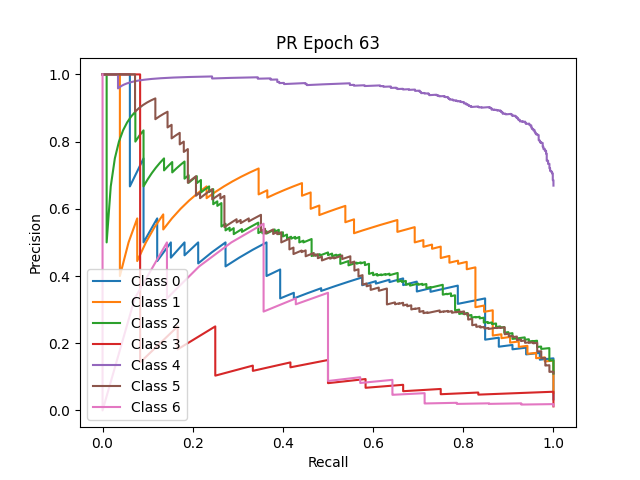 PR Epoch 63
Precision
1.0
0.8
0.6
0.4
0.2
0.0
Class 0
Class 1
Class 2
Class 3
Class 4
Class 5
Class 6
0.0 0.2 0.4 0.6 0.8 1.0
Recall